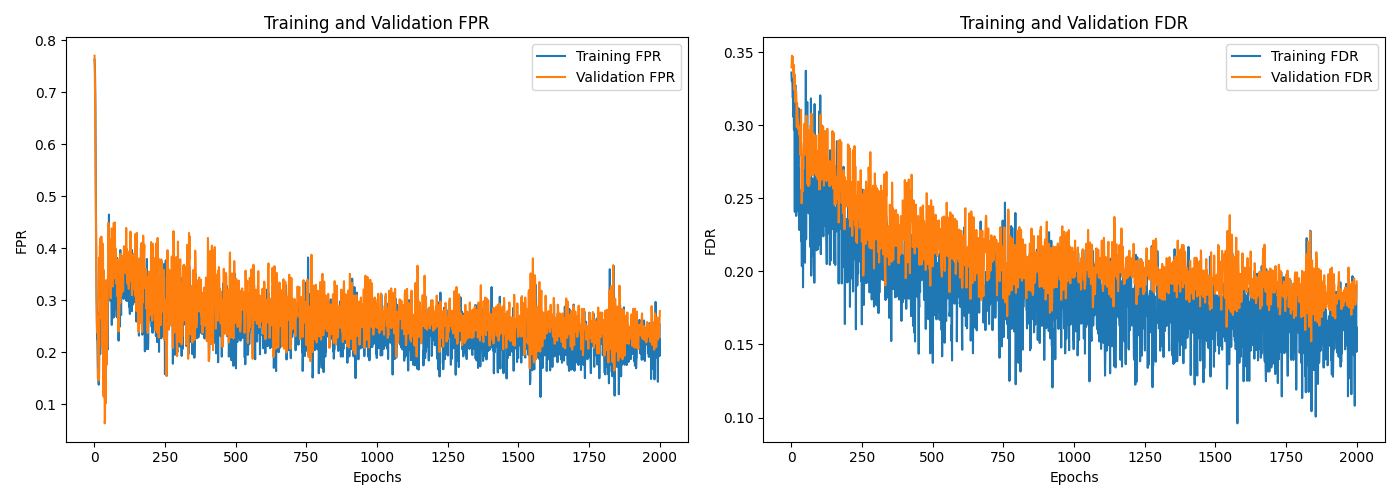 Training and Validation FPR
Training FPR
Validation FPR
FPR
0.8
0.7
0.6
0.5
0.4
0.3
0.2
0.1
0 250 500 750 1000 1250 1500 1750 2000
Epochs
Training and Validation FDR
Training FDR
Validation FDR
FDR
0.35
0.30
0.25
0.20
0.15
0.10
0 250 500 750 1000 1250 1500 1750 2000
Epochs